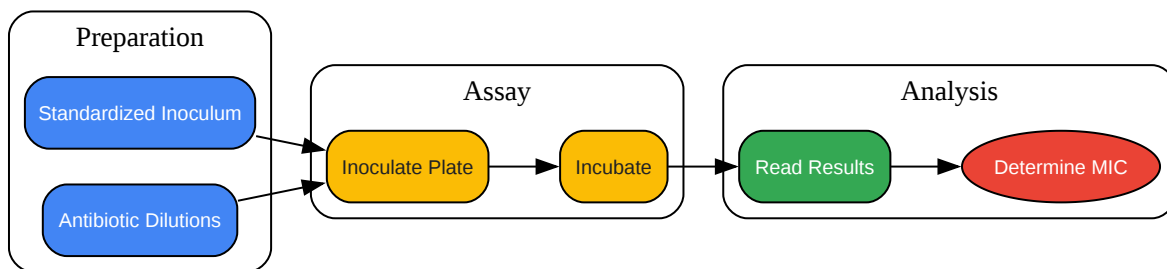 Preparation
Standardized Inoculum
Antibiotic Dilutions
Assay
Inoculate Plate
Incubate
Analysis
Read Results
Determine MIC